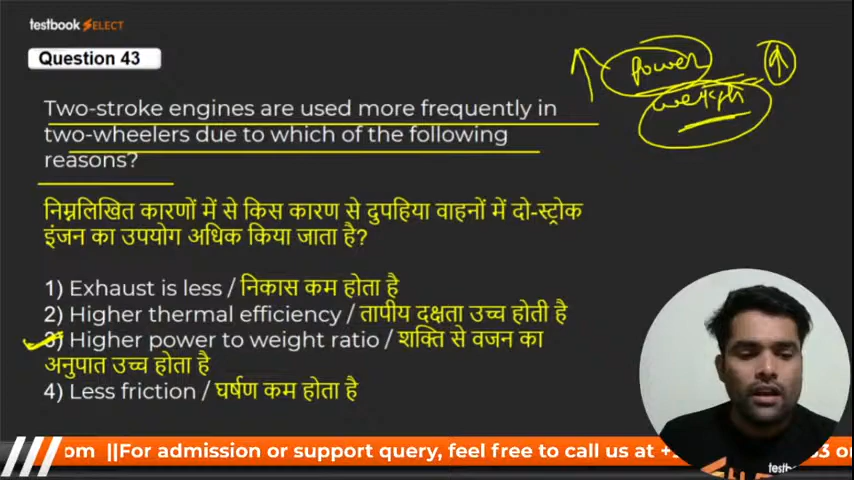 testbook SELECT
Question 43
power
weight
Two-stroke engines are used more frequently in
two-wheelers due to which of the following
reasons?
निम्नलिखित कारणों में से किस कारण से दुपहिया वाहनों में दो-स्ट्रोक
इंजन का उपयोग अधिक किया जाता है?
1) Exhaust is less / निकास कम होता है
2) Higher thermal efficiency / तापीय दक्षता उच्च होती है
3) Higher power to weight ratio / शक्ति से वजन का
अनुपात उच्च होता है
4) Less friction / घर्षण कम होता है
om ||For admission or support query, feel free to call us at +
testb